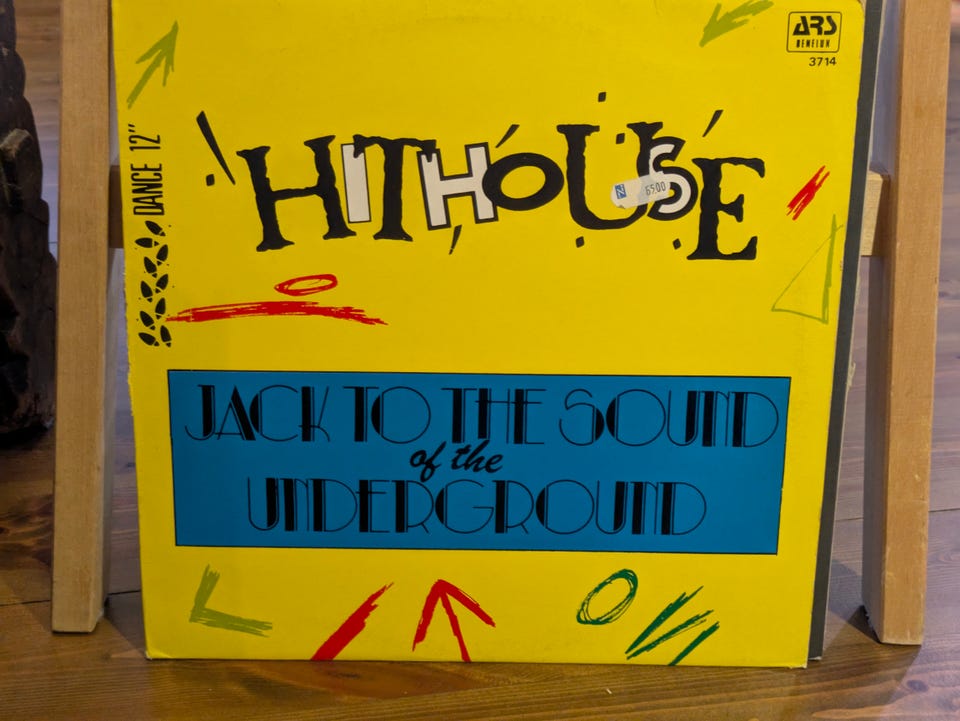 ARS
BENELUX
3714
DANCE 12"
HITHOUSE
6500
JACK TO THE SOUND
of the
UNDERGROUND